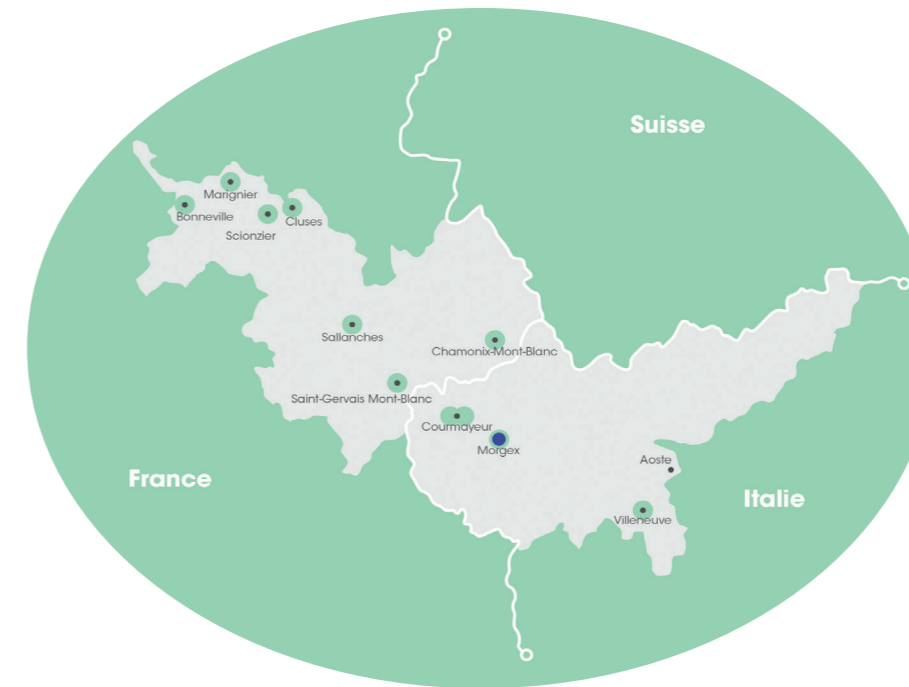 Suisse
Marignier
Bonneville
Cluses
Scionzier
Sallanches
Chamonix-Mont-Blanc
Saint-Gervais Mont-Blanc
Courmayeur
Morgex
Aoste
France
Italie
Villeneuve